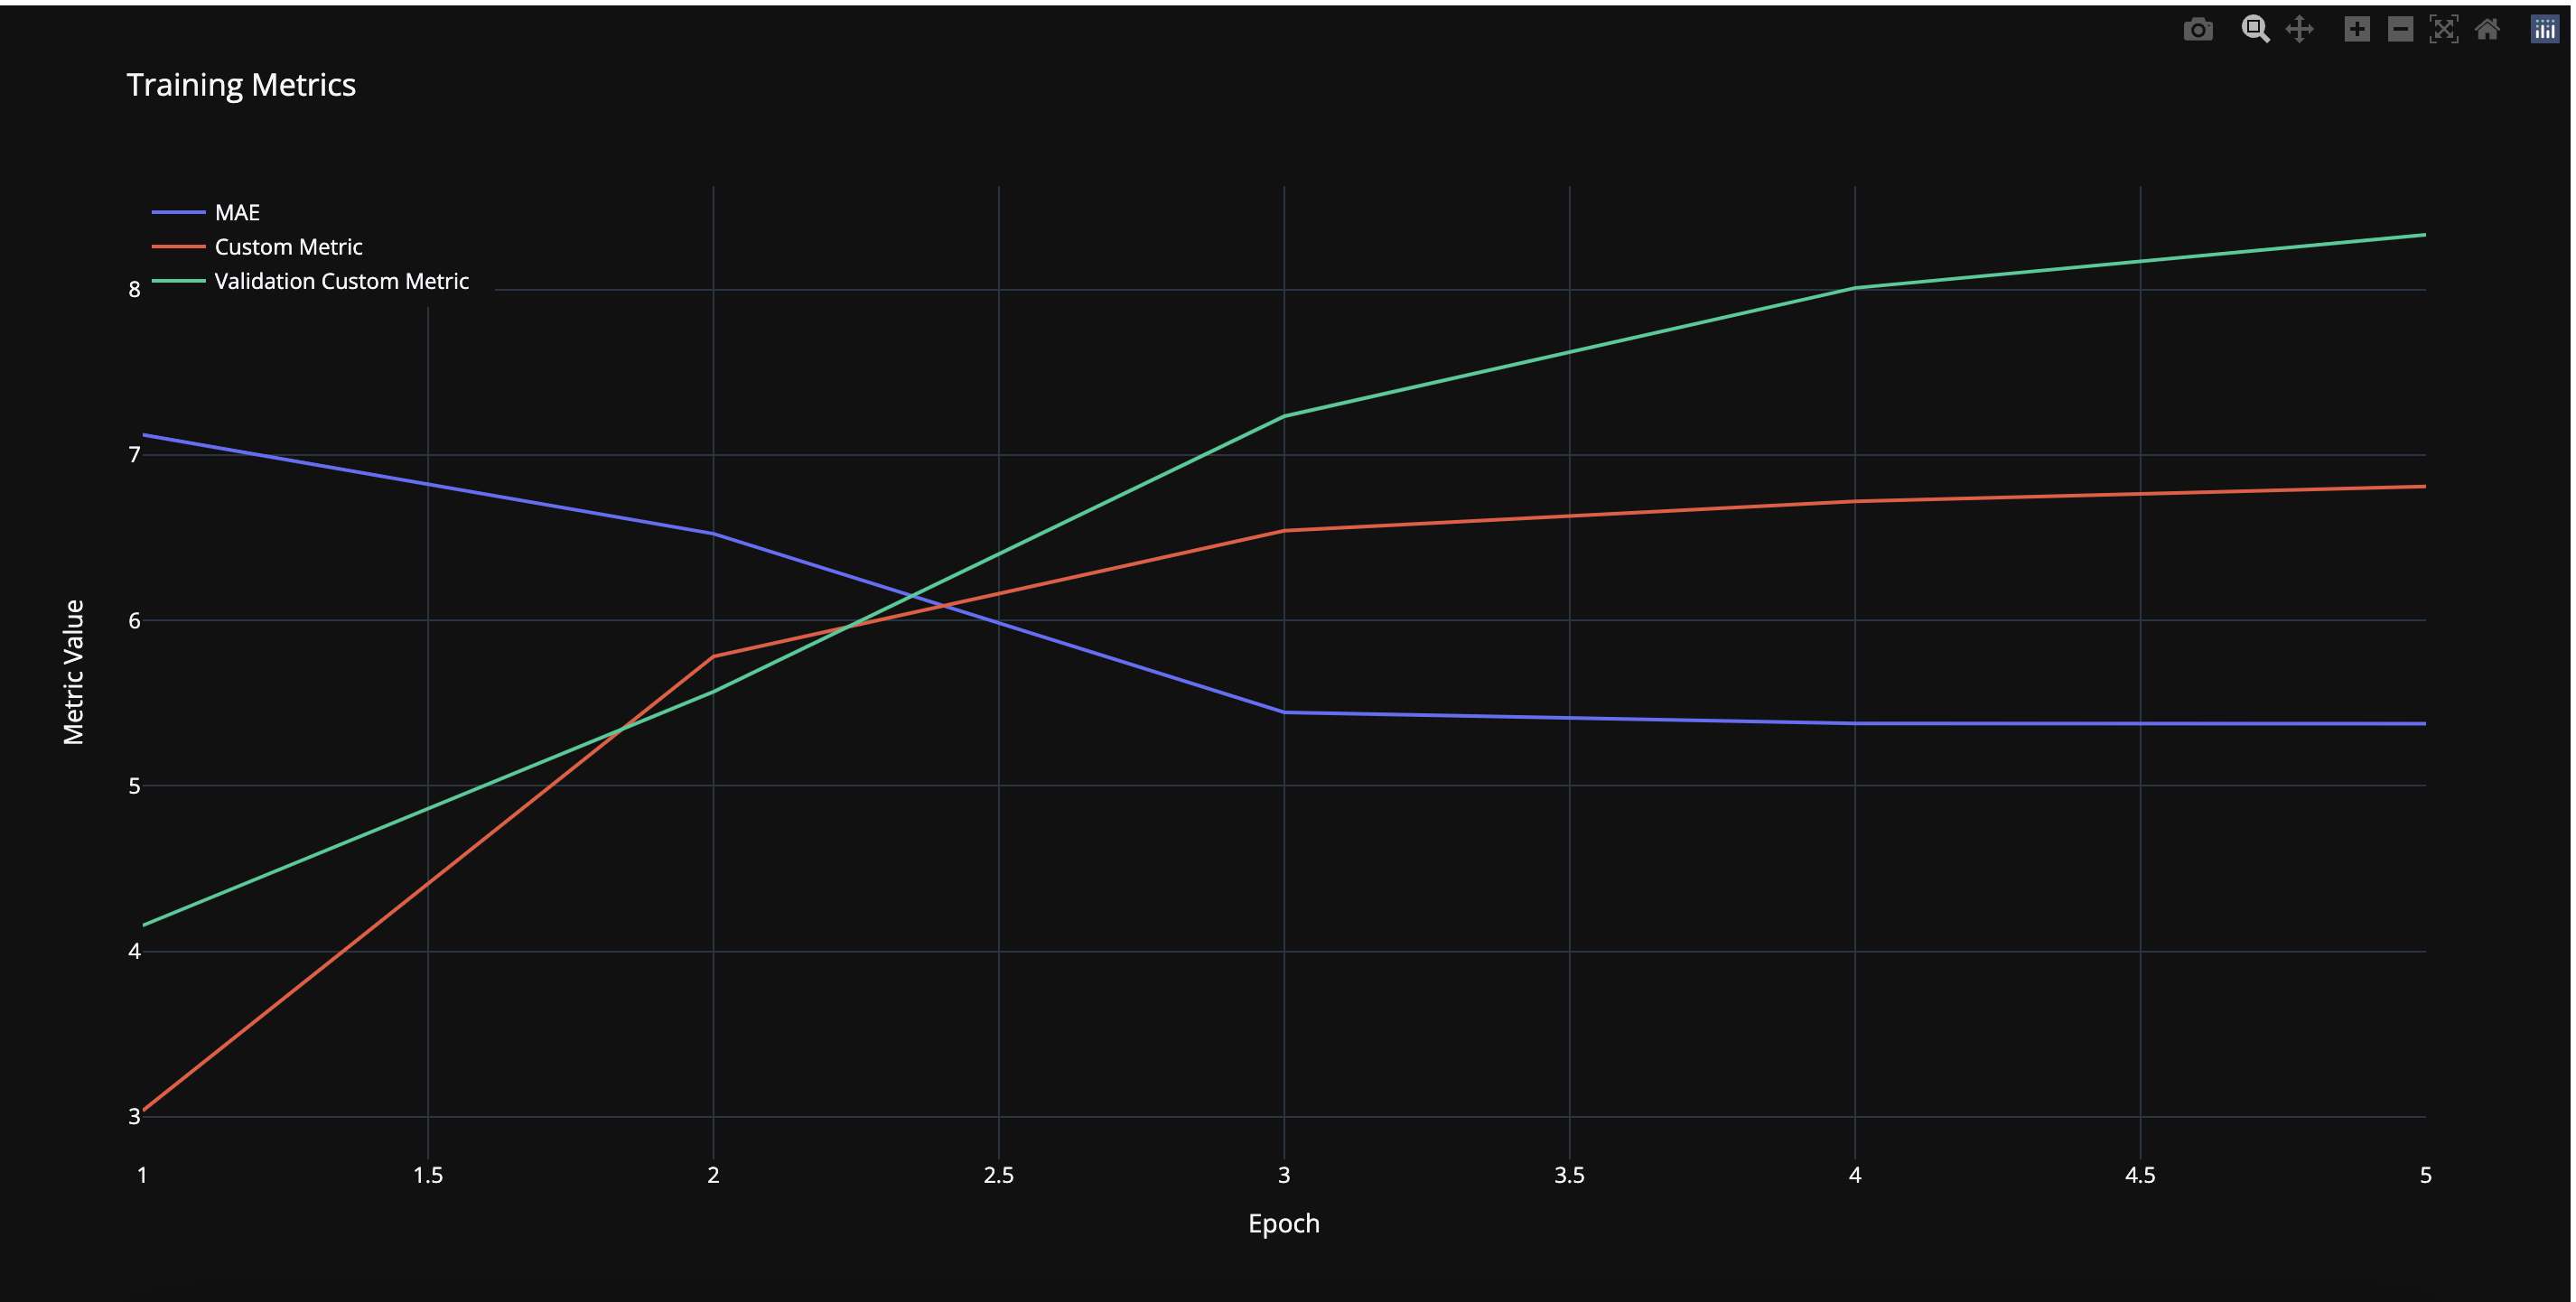 Training Metrics
MAE
Custom Metric
Validation Custom Metric
8
7
6
5
4
3
Metric Value
1 1.5 2 2.5 3 3.5 4 4.5 5
Epoch